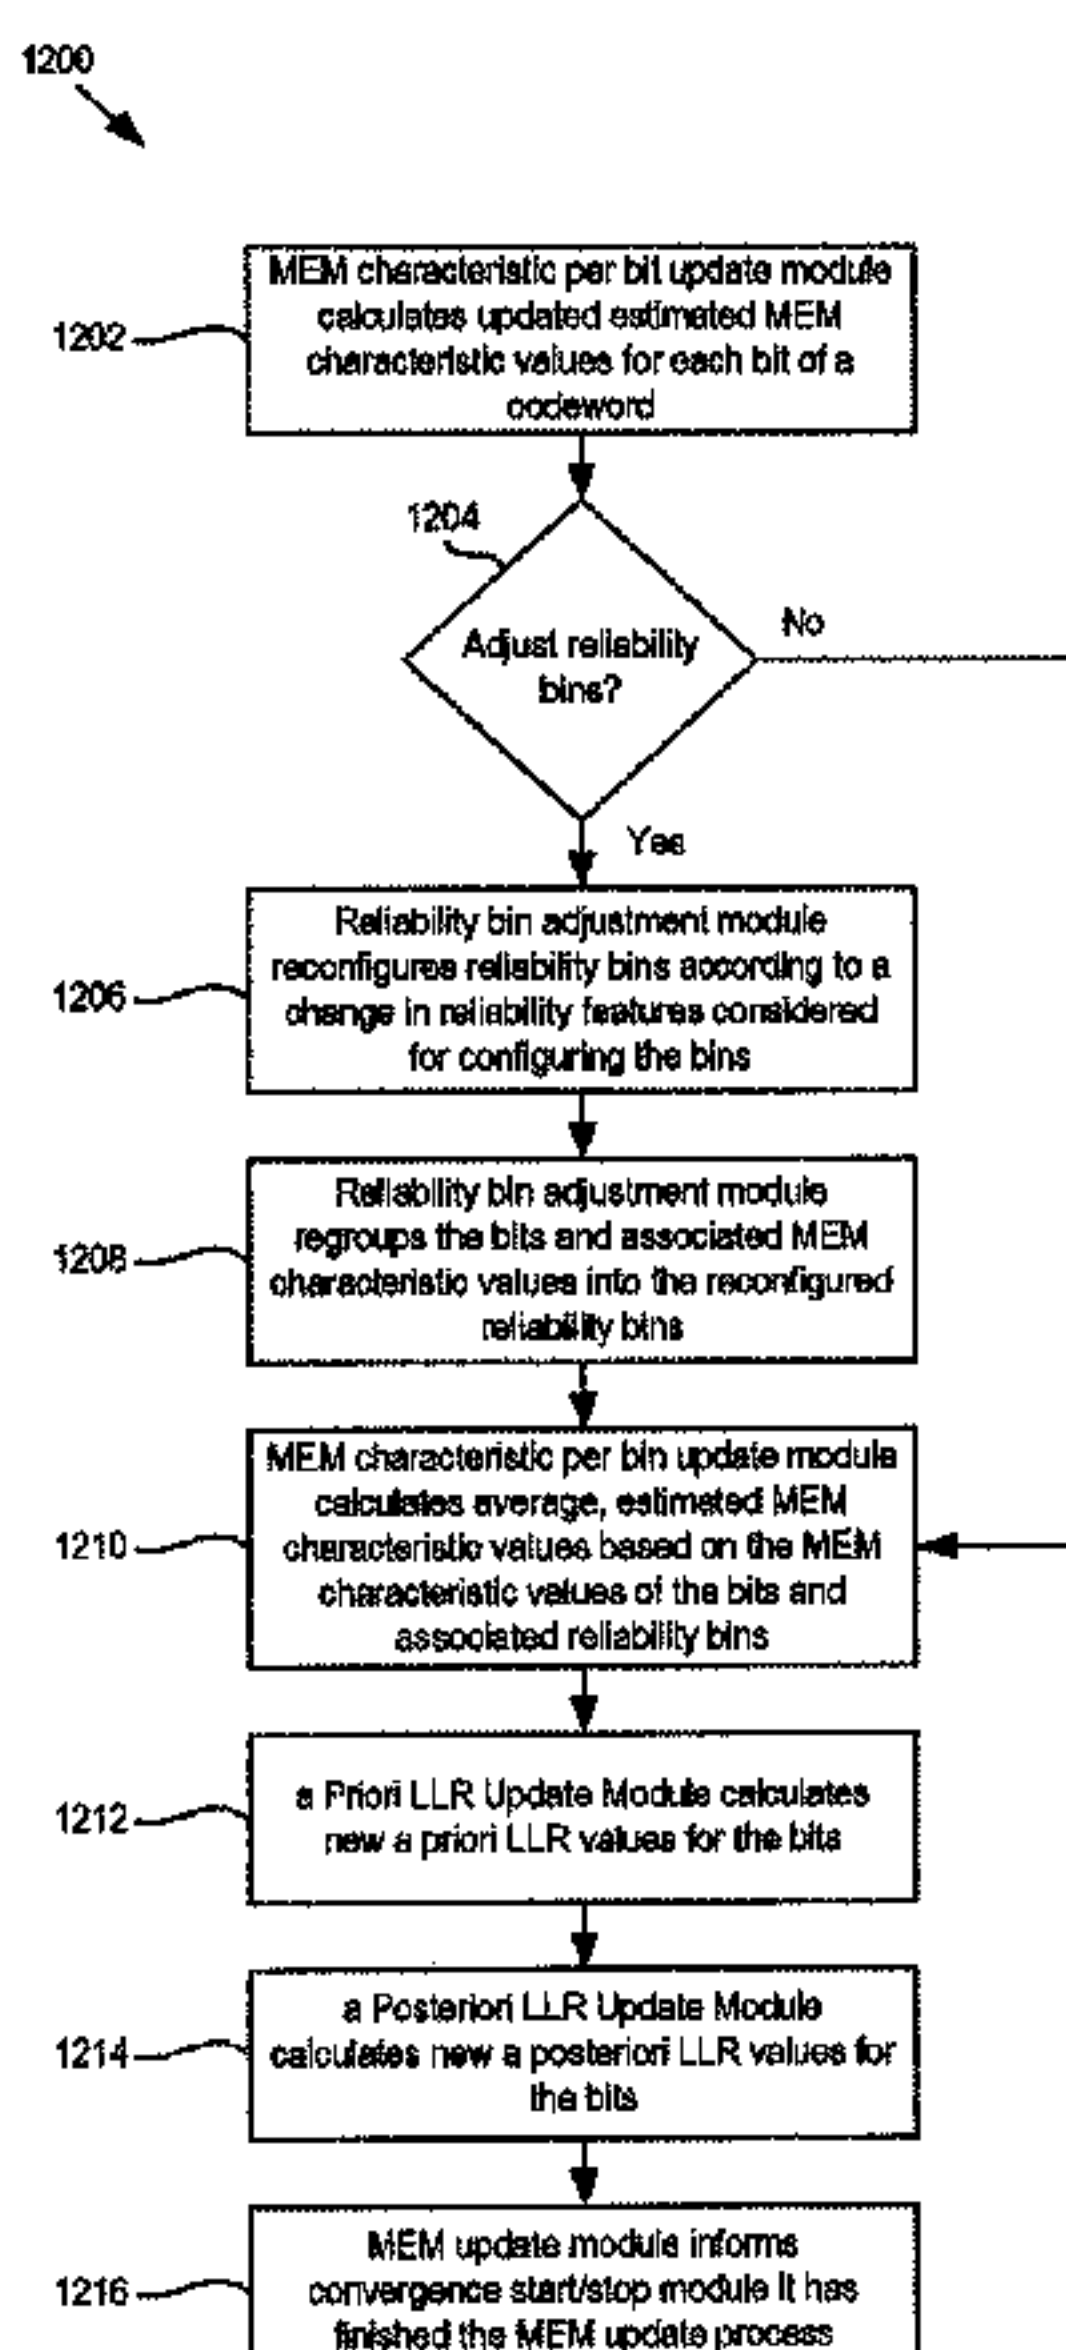 1200
MEM characteristic per bit update module
calculates updated estimated MEM
characteristic values for each bit of a
codeword
1202
1204
Adjust reliability
bins?
No
Yes
Reliability bin adjustment module
reconfigures reliability bins according to a
change in reliability features considered
for configuring the bins
1206
Reliability bin adjustment module
regroups the bits and associated MEM
characteristic values into the reconfigured
reliability bins
1208
MEM characteristic per bin update module
calculates average, estimated MEM
characteristic values based on the MEM
characteristic values of the bits and
associated reliability bins
1210
a Priori LLR Update Module calculates
new a priori LLR values for the bits
1212
a Posteriori LLR Update Module
calculates new a posteriori LLR values for
the bits
1214
MEM update module informs
convergence start/stop module it has
finished the MEM update process
1216